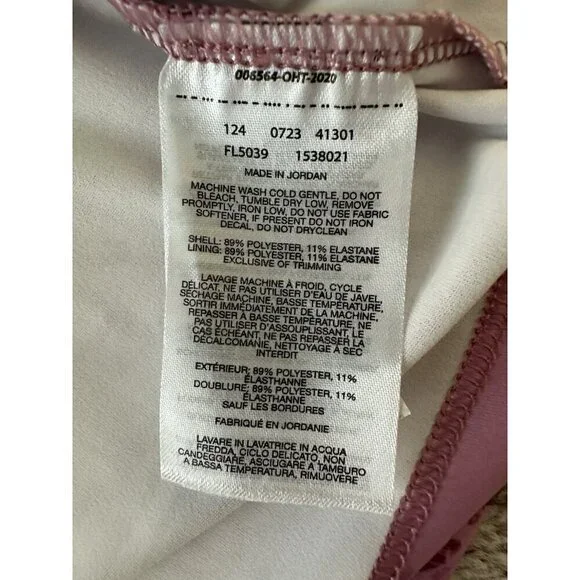 006564-OHT-2020
124 0723 41301
FL5039 1538021
MADE IN JORDAN
MACHINE WASH COLD GENTLE, DO NOT
BLEACH, TUMBLE DRY LOW, REMOVE
PROMPTLY, IRON LOW, DO NOT USE FABRIC
SOFTENER, IF PRESENT DO NOT IRON
DECAL, DO NOT DRYCLEAN
SHELL: 89% POLYESTER, 11% ELASTANE
LINING: 89% POLYESTER, 11% ELASTANE
EXCLUSIVE OF TRIMMING
LAVAGE MACHINE À FROID, CYCLE
DÉLICAT, NE PAS UTILISER D'EAU DE JAVEL,
SÉCHAGE MACHINE, BASSE TEMPÉRATURE,
SORTIR IMMÉDIATEMENT DE LA MACHINE,
REPASSER À BASSE TEMPÉRATURE, NE
PAS UTILISER D'ASSOUPLISSANT, LE
CAS ÉCHÉANT, NE PAS REPASSER LA
DÉCALCOMANIE, NETTOYAGE À SEC
INTERDIT
EXTÉRIEUR: 89% POLYESTER, 11%
ÉLASTHANNE
DOUBLURE: 89% POLYESTER, 11%
ÉLASTHANNE
SAUF LES BORDURES
FABRIQUÉ EN JORDANIE
LAVARE IN LAVATRICE IN ACQUA
FREDDA, CICLO DELICATO, NON
CANDEGGIARE, ASCIUGARE A TAMBURO
A BASSA TEMPERATURA, RIMUOVERE